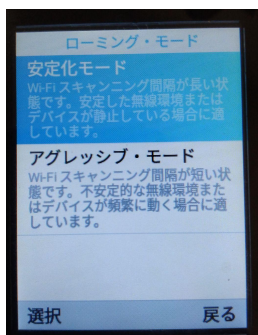 ローミング・モード
安定化モード
Wi-Fi スキャンニング間隔が長い状
態です。安定した無線環境または
デバイスが静止している場合に適
しています。
アグレッシブ・モード
Wi-Fi スキャンニング間隔が短い状
態です。不安定的な無線環境また
はデバイスが頻繁に動く場合に適
しています。
選択
戻る